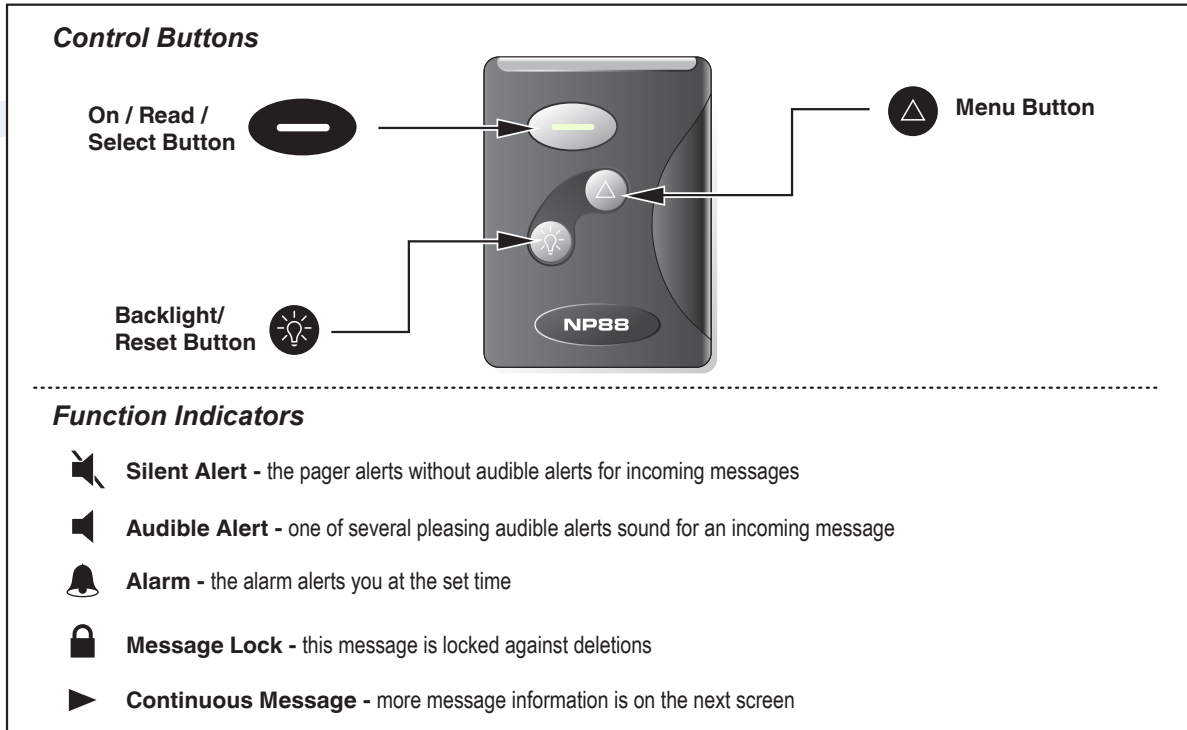 Control Buttons
On / Read /
Select Button
Menu Button
Backlight/
Reset Button
NP88
Function Indicators
Silent Alert - the pager alerts without audible alerts for incoming messages
Audible Alert - one of several pleasing audible alerts sound for an incoming message
Alarm - the alarm alerts you at the set time
Message Lock - this message is locked against deletions
Continuous Message - more message information is on the next screen